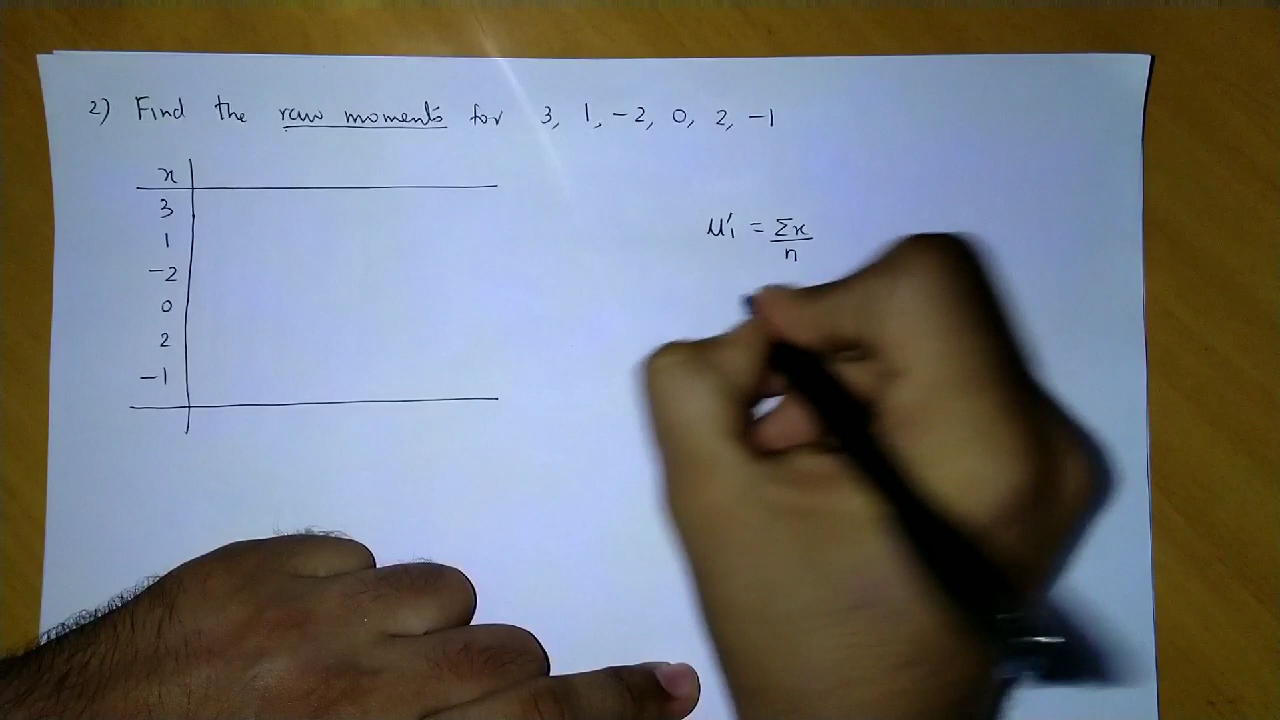 2) Find the raw moments for 3, 1, -2, 0, 2, -1
x
3
1
-2
0
2
-1
μ'₁ = Σx/n